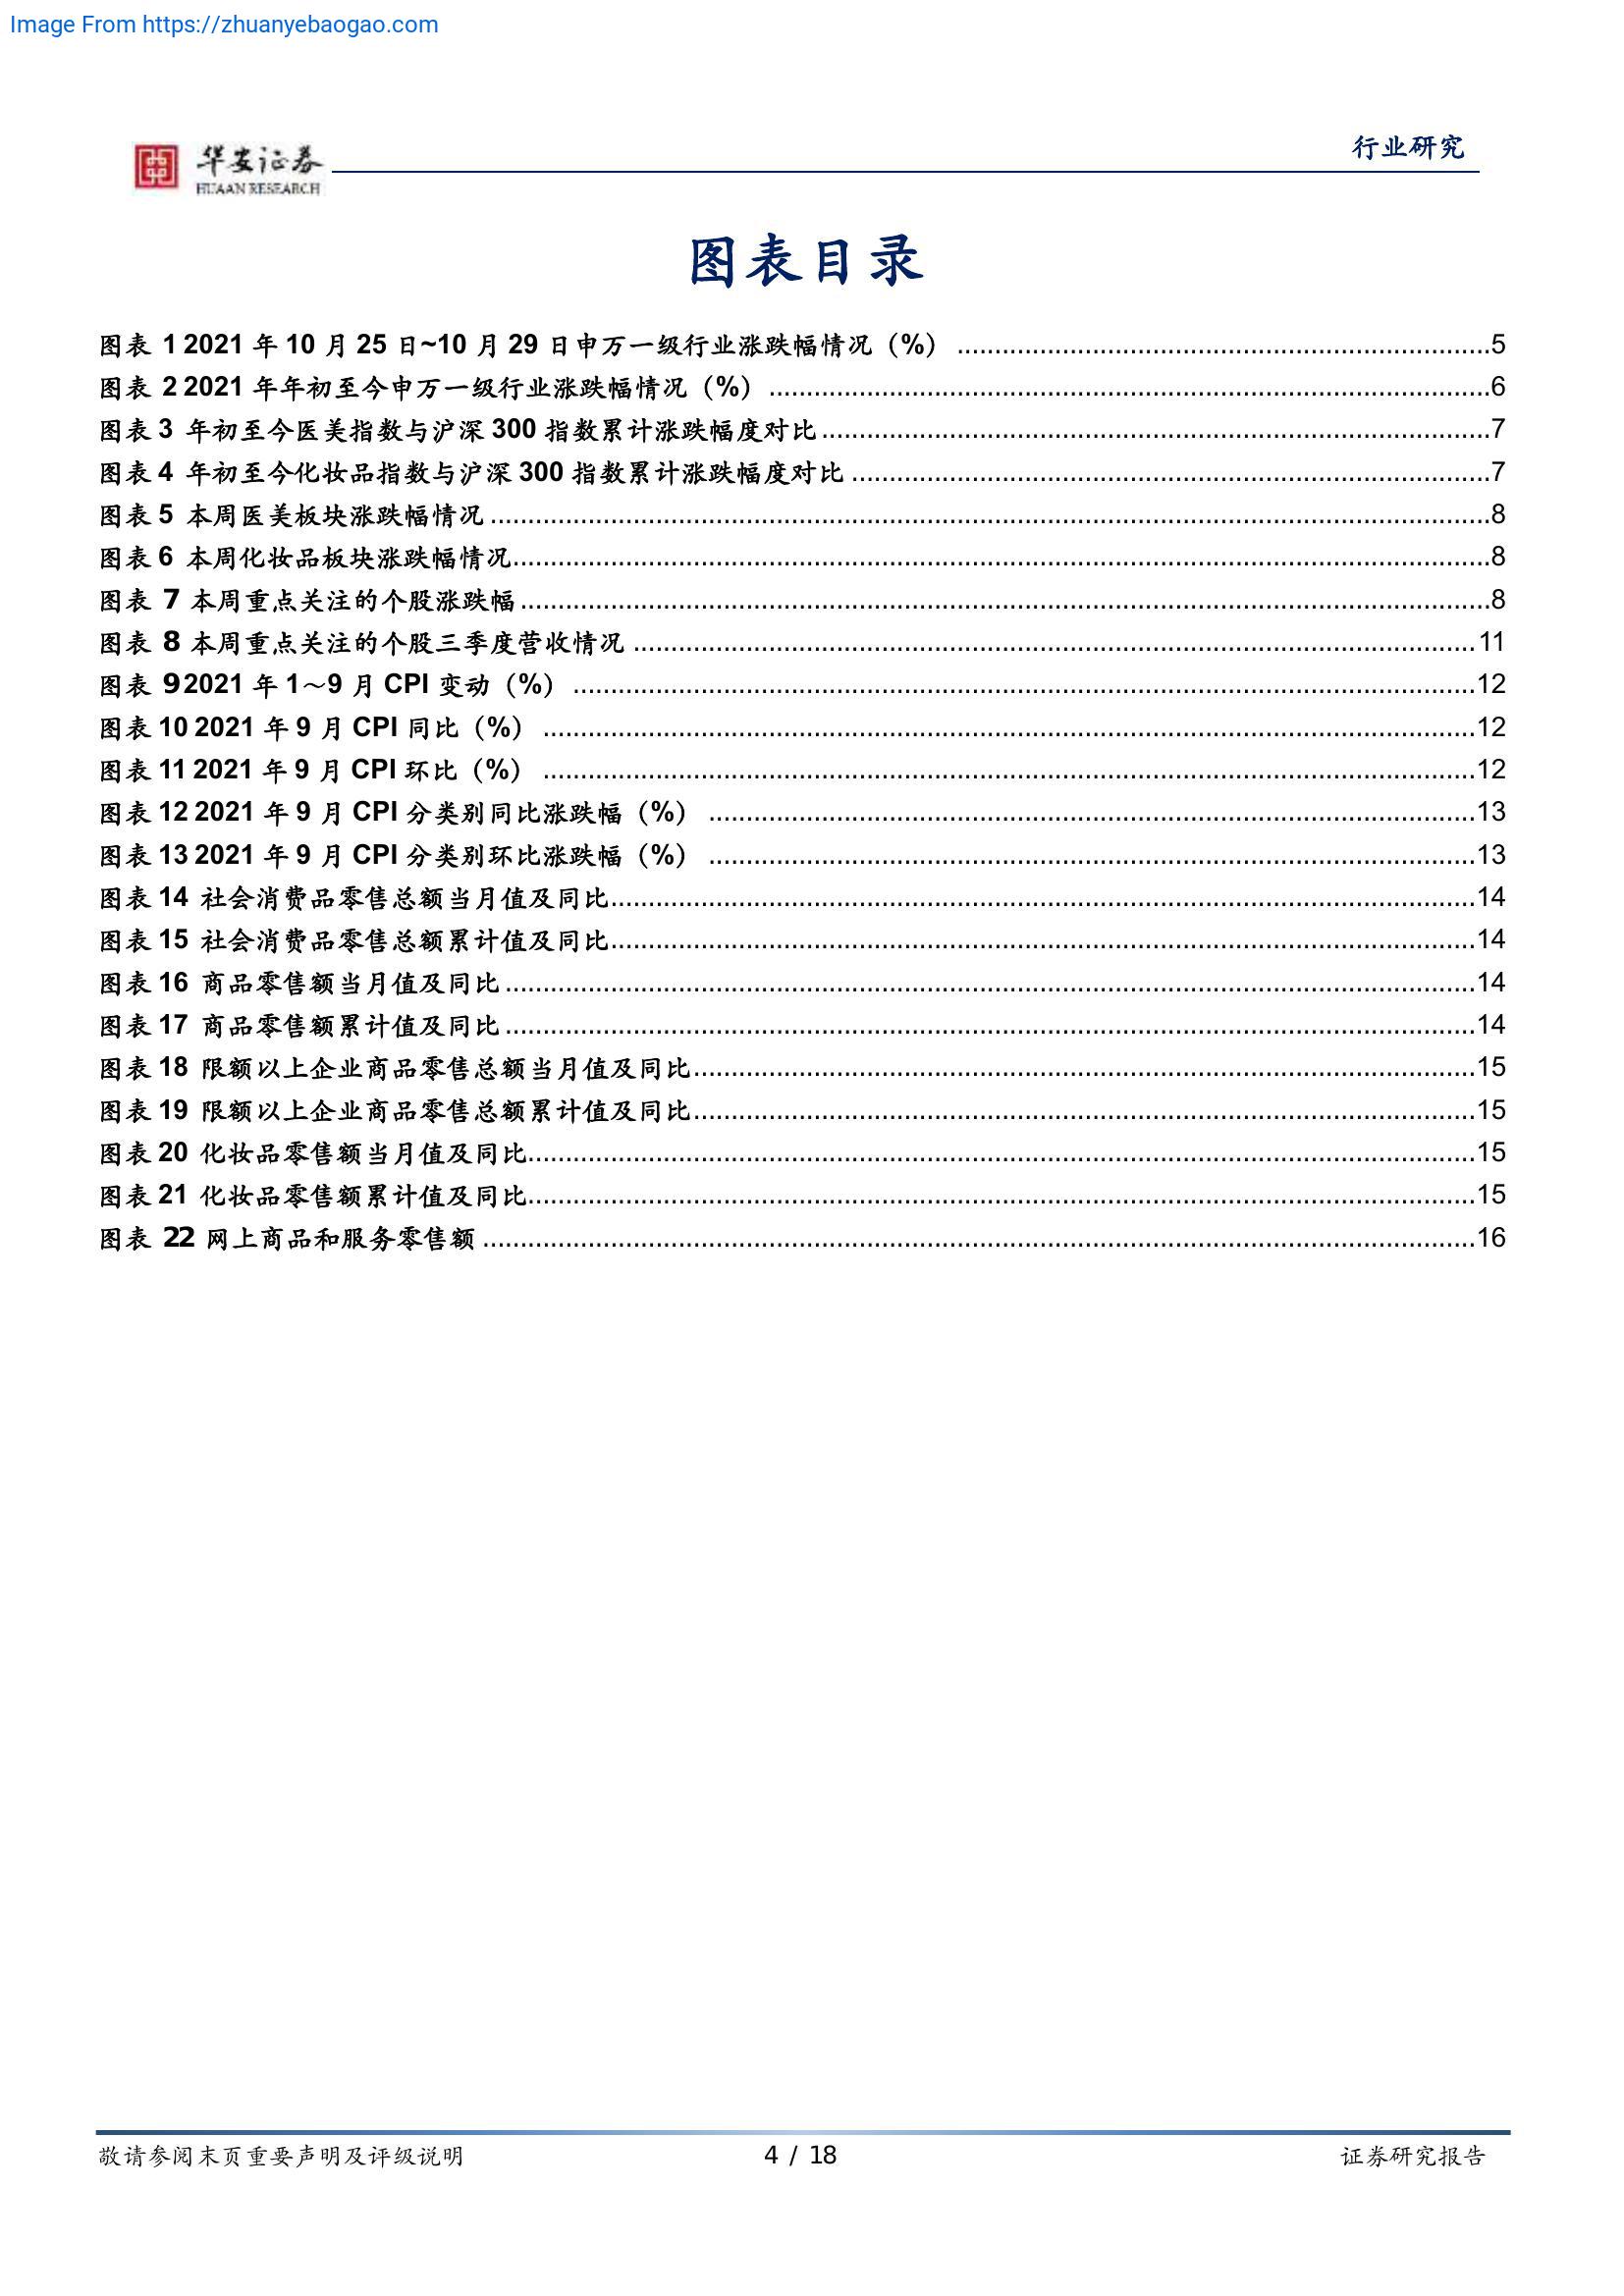 Image From https://zhuanyebaogao.com
华安证券
HUAAN RESEARCH
行业研究
图表目录
图表 1 2021 年 10 月 25 日~10 月 29 日申万一级行业涨跌幅情况（%）................5
图表 2 2021 年年初至今申万一级行业涨跌幅情况（%）................6
图表 3 年初至今医美指数与沪深 300 指数累计涨跌幅度对比................7
图表 4 年初至今化妆品指数与沪深 300 指数累计涨跌幅度对比................7
图表 5 本周医美板块涨跌幅情况................8
图表 6 本周化妆品板块涨跌幅情况................8
图表 7 本周重点关注的个股涨跌幅................8
图表 8 本周重点关注的个股三季度营收情况................11
图表 9 2021 年 1～9 月 CPI 变动（%）................12
图表 10 2021 年 9 月 CPI 同比（%）................12
图表 11 2021 年 9 月 CPI 环比（%）................12
图表 12 2021 年 9 月 CPI 分类别同比涨跌幅（%）................13
图表 13 2021 年 9 月 CPI 分类别环比涨跌幅（%）................13
图表 14 社会消费品零售总额当月值及同比................14
图表 15 社会消费品零售总额累计值及同比................14
图表 16 商品零售额当月值及同比................14
图表 17 商品零售额累计值及同比................14
图表 18 限额以上企业商品零售总额当月值及同比................15
图表 19 限额以上企业商品零售总额累计值及同比................15
图表 20 化妆品零售额当月值及同比................15
图表 21 化妆品零售额累计值及同比................15
图表 22 网上商品和服务零售额................16
敬请参阅末页重要声明及评级说明
4 / 18
证券研究报告